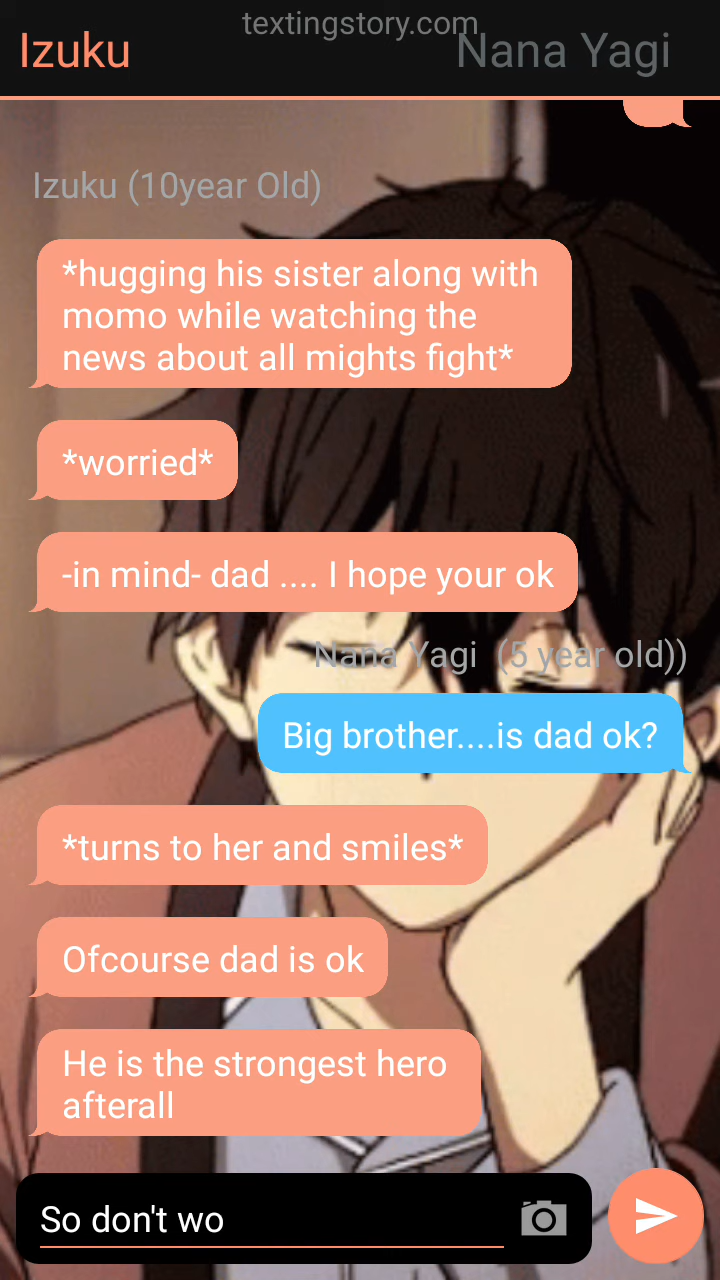 textingstory.com
Izuku
Nana Yagi
Izuku (10year Old)
*hugging his sister along with
momo while watching the
news about all mights fight*
*worried*
-in mind- dad .... I hope your ok
Nana Yagi (5 year old))
Big brother....is dad ok?
*turns to her and smiles*
Ofcourse dad is ok
He is the strongest hero
afterall
So don't wo